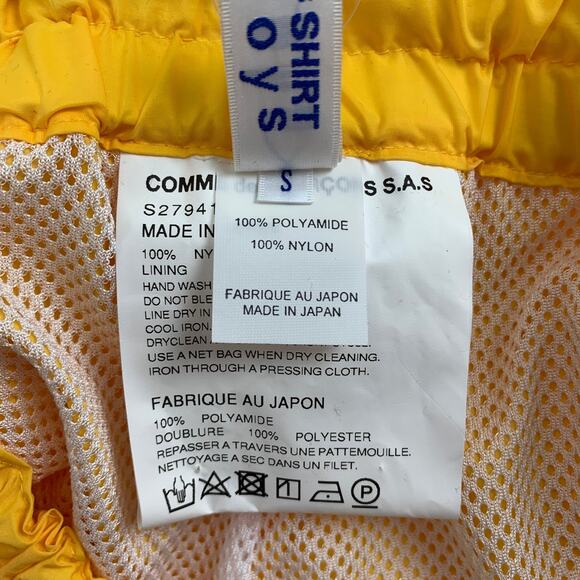 SHIRT
oys
S
COMM S S.A.S
S27941
MADE IN
100% POLYAMIDE
100% NYLON
FABRIQUE AU JAPON
MADE IN JAPAN
100% NY
LINING
HAND WASH
DO NOT BLE
LINE DRY IN
COOL IRON.
DRYCLEAN
USE A NET BAG WHEN DRY CLEANING.
IRON THROUGH A PRESSING CLOTH.
FABRIQUE AU JAPON
100% POLYAMIDE
DOUBLURE 100% POLYESTER
REPASSER A TRAVERS UNE PATTEMOUILLE.
NETTOYAGE A SEC DANS UN FILET.
P